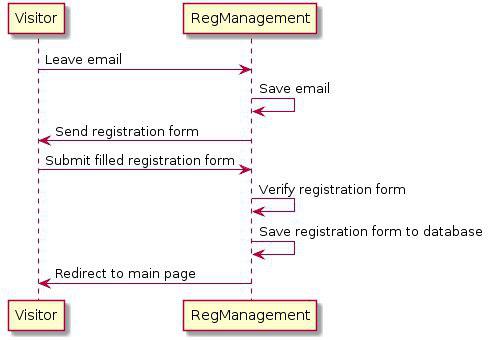 Visitor
RegManagement
Leave email
Save email
Send registration form
Submit filled registration form
Verify registration form
Save registration form to database
Redirect to main page
Visitor
RegManagement